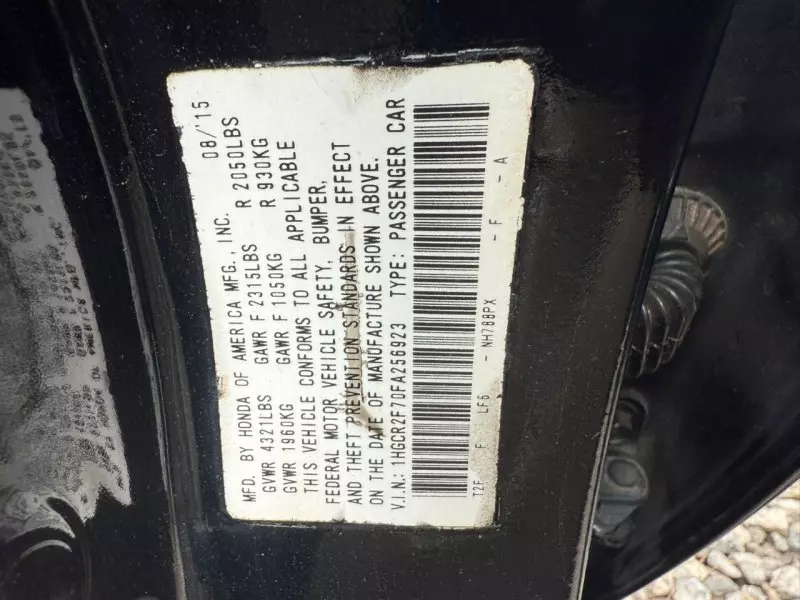 MFD. BY HONDA OF AMERICA MFG., INC. 08/'15
GVWR 4321LBS GAWR F 2315LBS R 2050LBS
GVWR 1960KG GAWR F 1050KG R 930KG
THIS VEHICLE CONFORMS TO ALL APPLICABLE
FEDERAL MOTOR VEHICLE SAFETY, BUMPER,
AND THEFT PREVENTION STANDARDS IN EFFECT
ON THE DATE OF MANUFACTURE SHOWN ABOVE.
V.I.N.: 1HGCR2F70FA256923 TYPE: PASSENGER CAR
T2F F LF6 - NH788PX - F - A